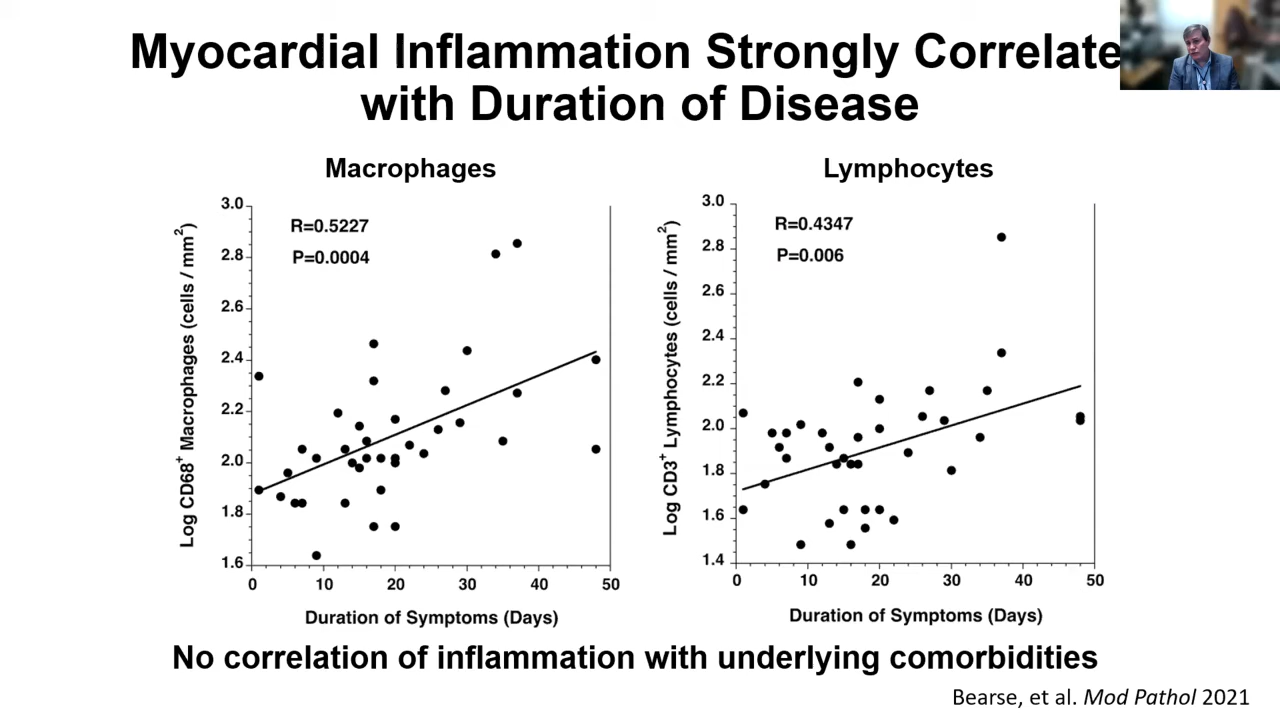 Myocardial Inflammation Strongly Correlate
with Duration of Disease
Macrophages
Log CD68+ Macrophages (cells / mm2)
3.0
2.8
2.6
2.4
2.2
2.0
1.8
1.6
R=0.5227
P=0.0004
0 10 20 30 40 50
Duration of Symptoms (Days)
Lymphocytes
Log CD3+ Lymphocytes (cells / mm2)
3.0
2.8
2.6
2.4
2.2
2.0
1.8
1.6
1.4
R=0.4347
P=0.006
0 10 20 30 40 50
Duration of Symptoms (Days)
No correlation of inflammation with underlying comorbidities
Bearse, et al. Mod Pathol 2021